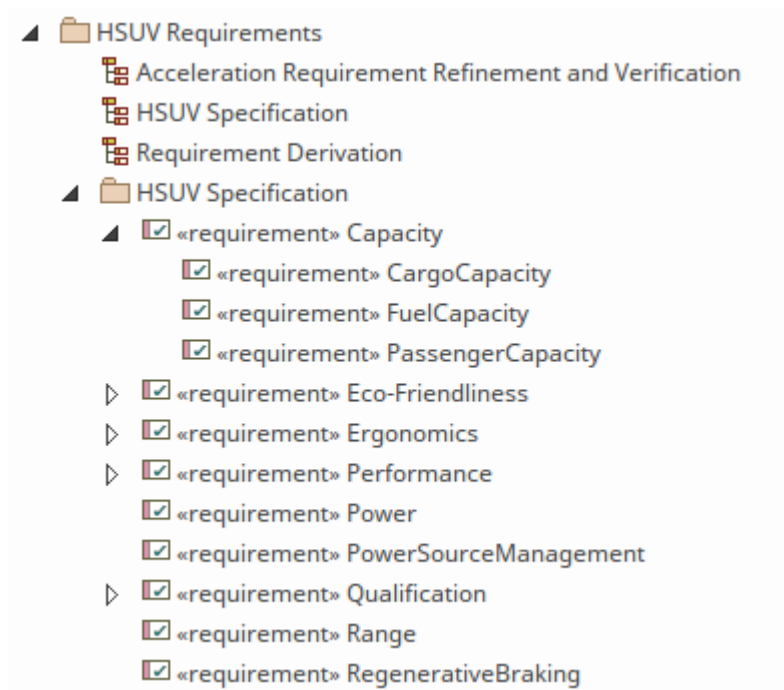 HSUV Requirements
Acceleration Requirement Refinement and Verification
HSUV Specification
Requirement Derivation
HSUV Specification
«requirement» Capacity
«requirement» CargoCapacity
«requirement» FuelCapacity
«requirement» PassengerCapacity
«requirement» Eco-Friendliness
«requirement» Ergonomics
«requirement» Performance
«requirement» Power
«requirement» PowerSourceManagement
«requirement» Qualification
«requirement» Range
«requirement» RegenerativeBraking